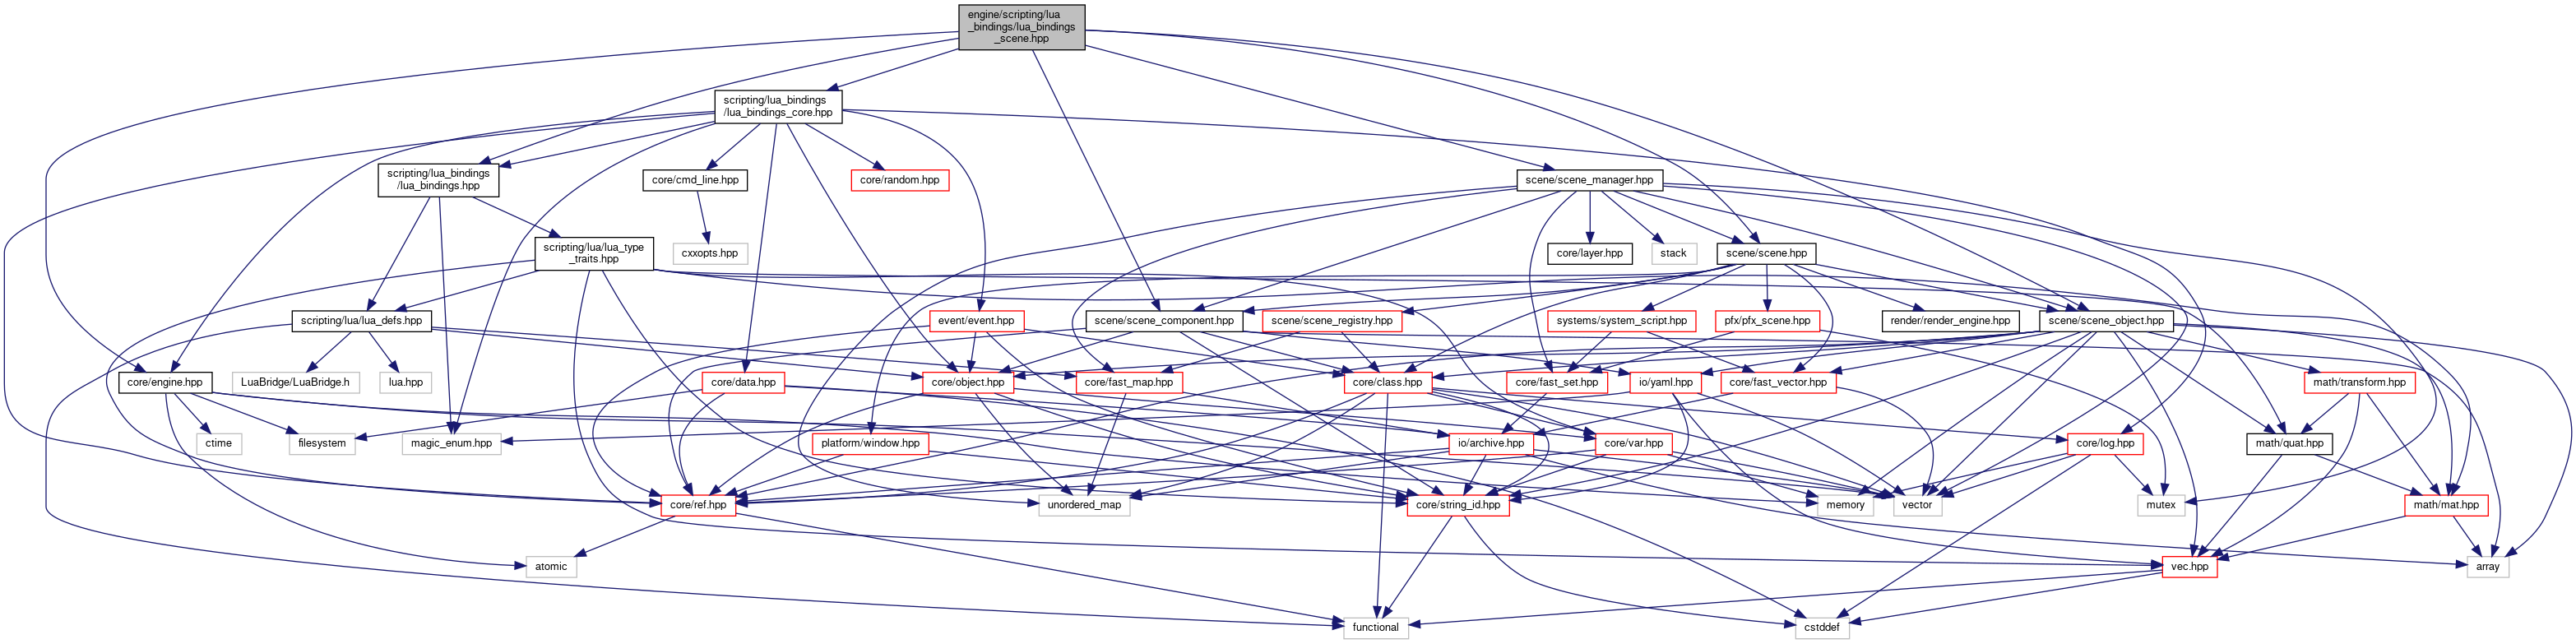 engine/scripting/lua
_bindings/lua_bindings
_scene.hpp
scripting/lua_bindings
/lua_bindings_core.hpp
scripting/lua_bindings
/lua_bindings.hpp
core/cmd_line.hpp
core/random.hpp
scene/scene_manager.hpp
scripting/lua/lua_type
_traits.hpp
cxxopts.hpp
core/layer.hpp
stack
scene/scene.hpp
scripting/lua/lua_defs.hpp
event/event.hpp
scene/scene_component.hpp
scene/scene_registry.hpp
systems/system_script.hpp
pfx/pfx_scene.hpp
render/render_engine.hpp
scene/scene_object.hpp
core/engine.hpp
LuaBridge/LuaBridge.h
lua.hpp
core/data.hpp
core/object.hpp
core/fast_map.hpp
core/class.hpp
core/fast_set.hpp
io/yaml.hpp
core/fast_vector.hpp
math/transform.hpp
ctime
filesystem
magic_enum.hpp
platform/window.hpp
io/archive.hpp
core/var.hpp
core/log.hpp
math/quat.hpp
core/ref.hpp
unordered_map
core/string_id.hpp
memory
vector
mutex
math/mat.hpp
atomic
vec.hpp
array
functional
cstddef